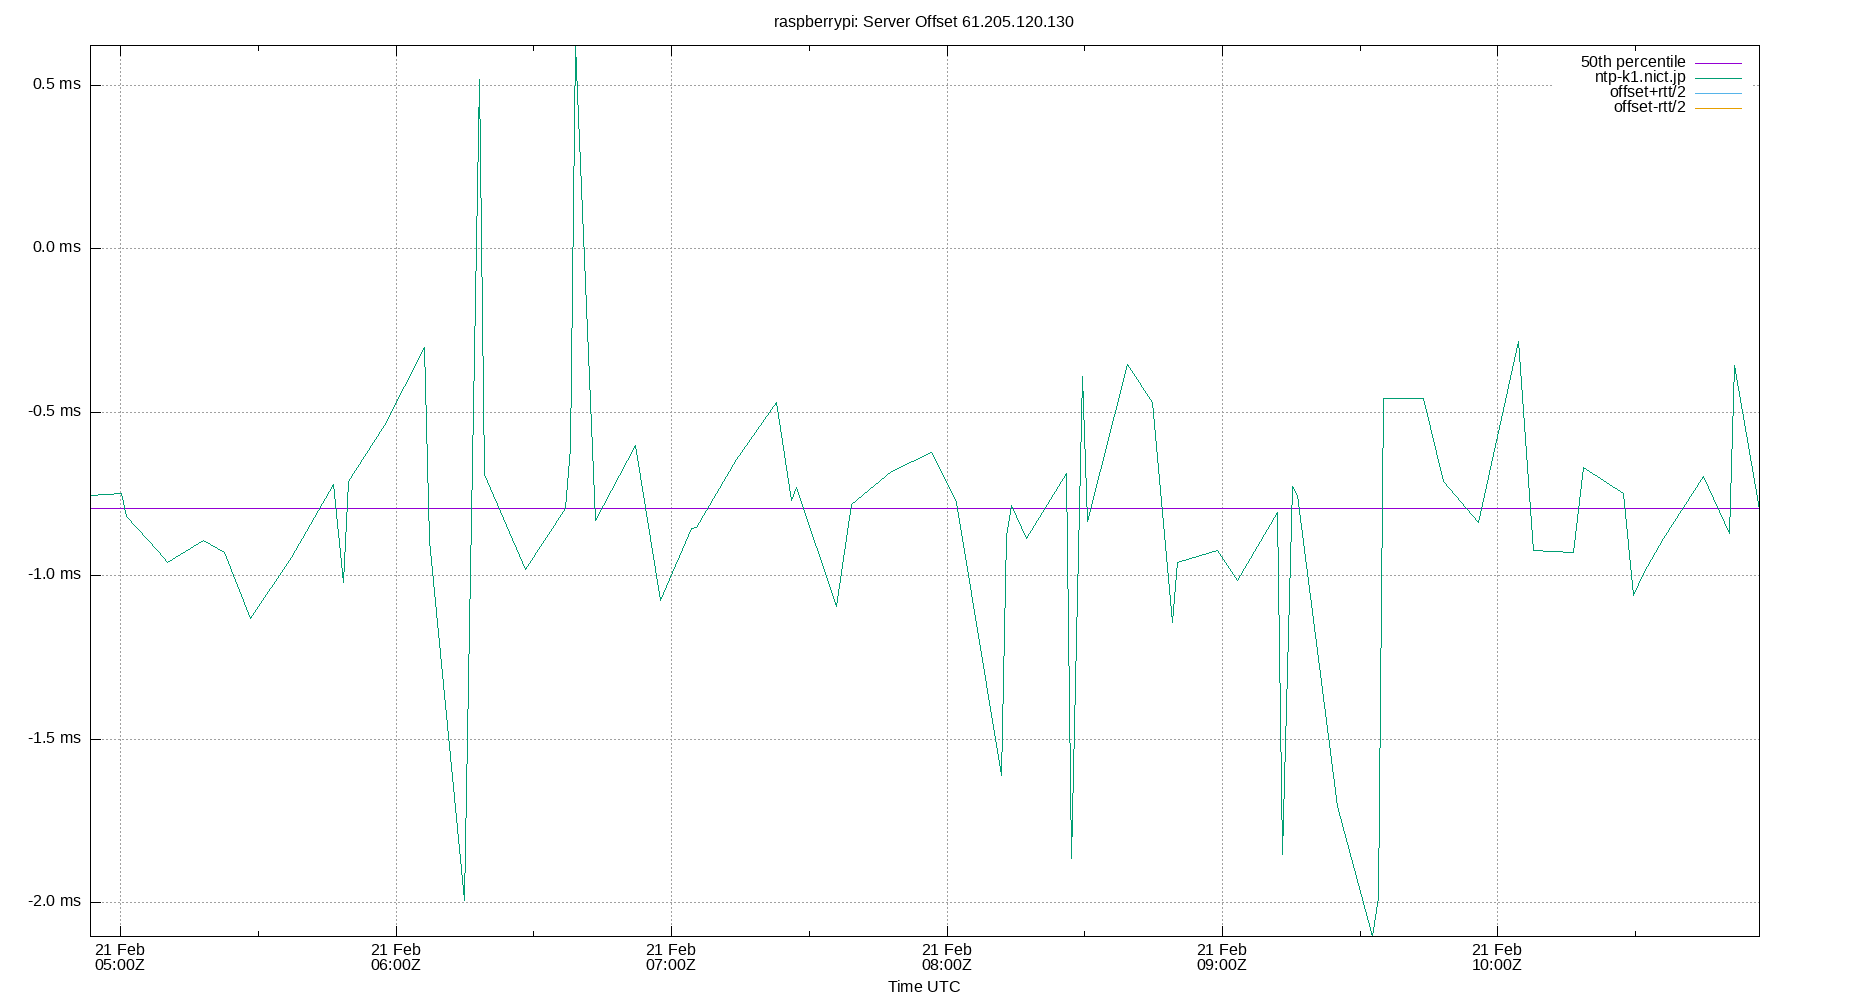 raspberrypi: Server Offset 61.205.120.130
50th percentile
ntp-k1.nict.jp
offset+rtt/2
offset-rtt/2
0.5 ms
0.0 ms
-0.5 ms
-1.0 ms
-1.5 ms
-2.0 ms
21 Feb 21 Feb 21 Feb 21 Feb 21 Feb 21 Feb
05:00Z 06:00Z 07:00Z 08:00Z 09:00Z 10:00Z
Time UTC